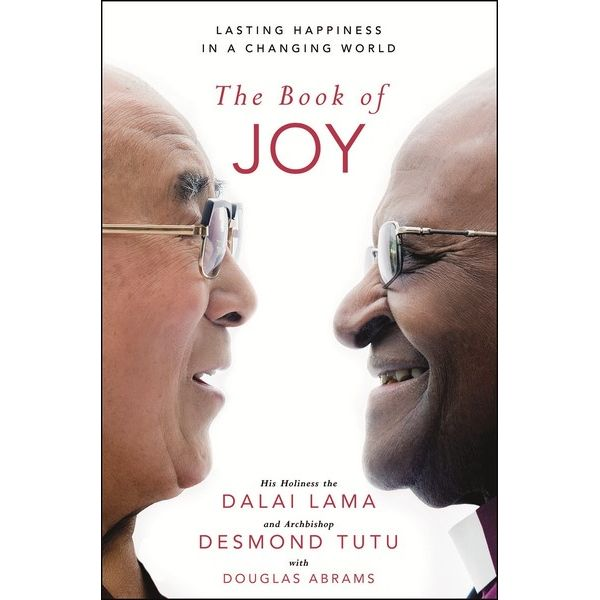 LASTING HAPPINESS
IN A CHANGING WORLD
The Book of
JOY
His Holiness the
DALAI LAMA
and Archbishop
DESMOND TUTU
with
DOUGLAS ABRAMS